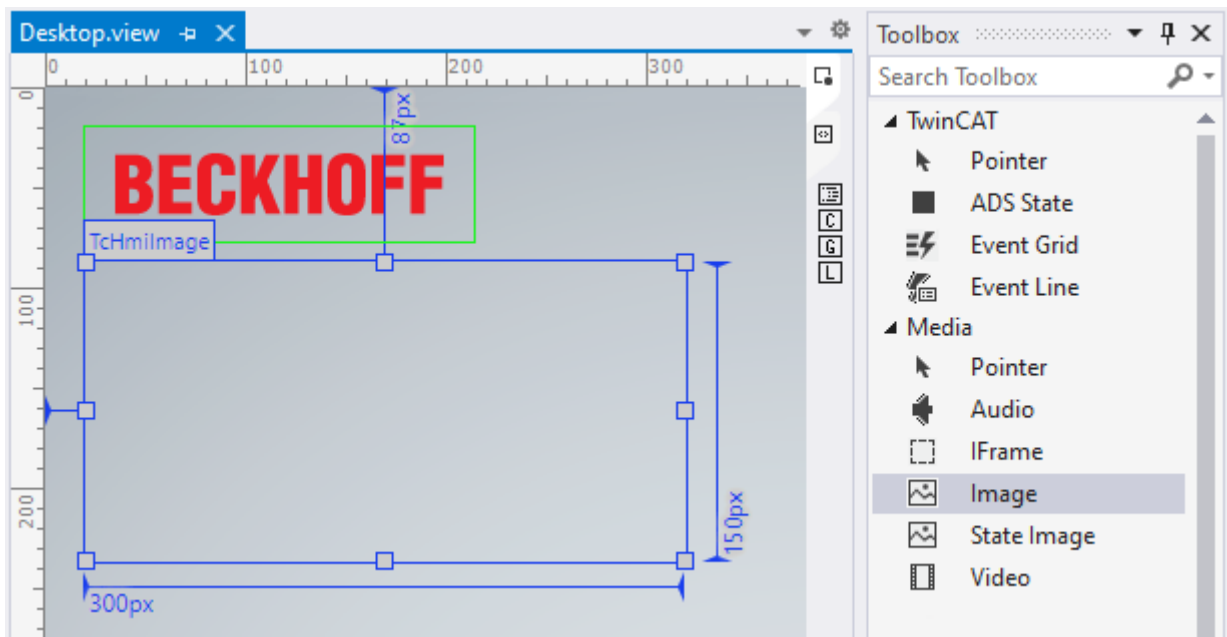 Desktop.view
0 100 200 300
0
87px
BECKHOFF
TcHmiImage
100
200
150px
300px
C
G
L
Toolbox
Search Toolbox
TwinCAT
Pointer
ADS State
Event Grid
Event Line
Media
Pointer
Audio
IFrame
Image
State Image
Video